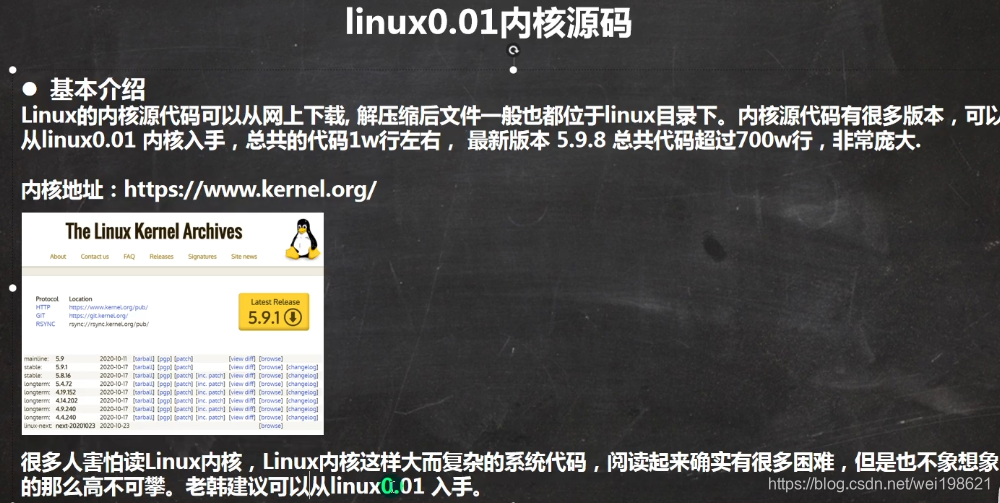 linux0.01内核源码
● 基本介绍
Linux的内核源代码可以从网上下载, 解压缩后文件一般也都位于linux目录下。内核源代码有很多版本，可以
从linux0.01 内核入手，总共的代码1w行左右， 最新版本 5.9.8 总共代码超过700w行，非常庞大.
内核地址：https://www.kernel.org/
The Linux Kernel Archives
About Contact us FAQ Releases Signatures Site news
Protocol Location
HTTP https://www.kernel.org/pub/
GIT https://git.kernel.org/
RSYNC rsync://rsync.kernel.org/pub/
Latest Release
5.9.1
mainline: 5.9 2020-10-11 [tarball] [pgp] [patch] [view diff] [browse]
stable: 5.9.1 2020-10-17 [tarball] [pgp] [patch] [view diff] [browse] [changelog]
stable: 5.8.16 2020-10-17 [tarball] [pgp] [patch] [inc. patch] [view diff] [browse] [changelog]
longterm: 5.4.72 2020-10-17 [tarball] [pgp] [patch] [inc. patch] [view diff] [browse] [changelog]
longterm: 4.19.152 2020-10-17 [tarball] [pgp] [patch] [inc. patch] [view diff] [browse] [changelog]
longterm: 4.14.202 2020-10-17 [tarball] [pgp] [patch] [inc. patch] [view diff] [browse] [changelog]
longterm: 4.9.240 2020-10-17 [tarball] [pgp] [patch] [inc. patch] [view diff] [browse] [changelog]
longterm: 4.4.240 2020-10-17 [tarball] [pgp] [patch] [inc. patch] [view diff] [browse] [changelog]
linux-next: next-20201023 2020-10-23 [browse]
很多人害怕读Linux内核，Linux内核这样大而复杂的系统代码，阅读起来确实有很多困难，但是也不象想象
的那么高不可攀。老韩建议可以从linux0.01 入手。
https://blog.csdn.net/wei198621